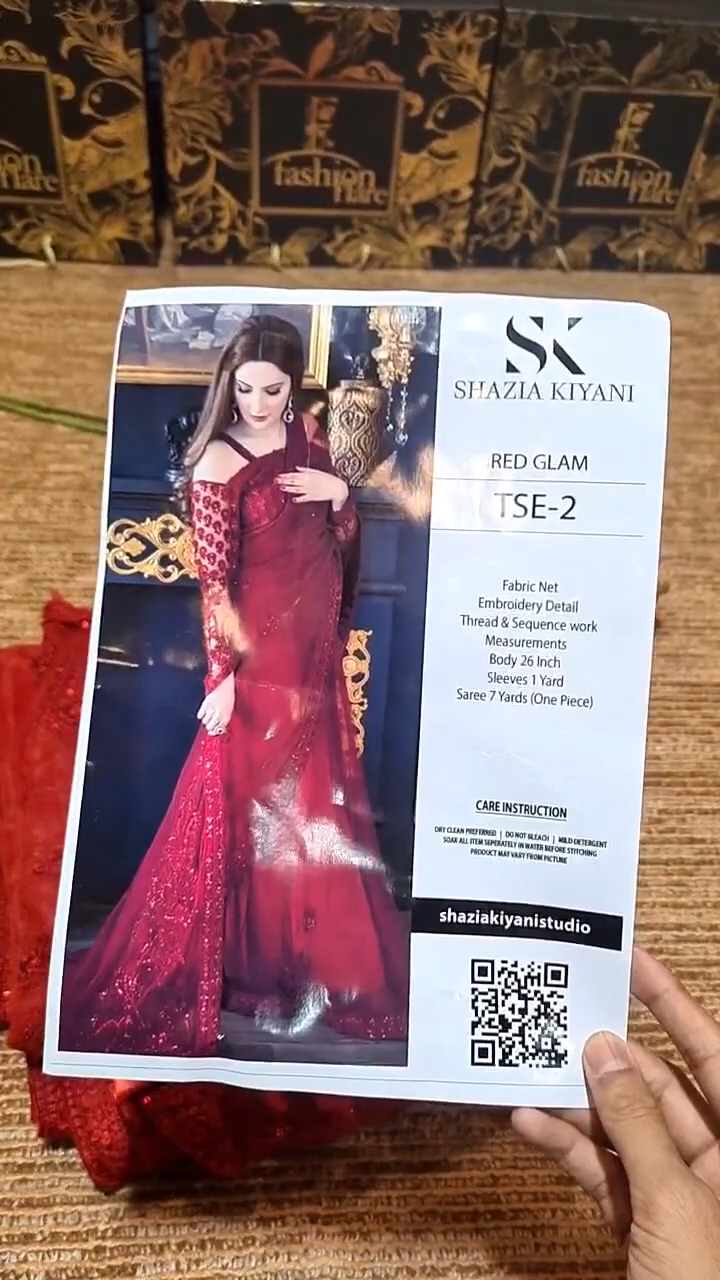 fashion
flare
fashion
flare
fashion
flare
SK
SHAZIA KIYANI
RED GLAM
TSE-2
Fabric Net
Embroidery Detail
Thread & Sequence work
Measurements
Body 26 Inch
Sleeves 1 Yard
Saree 7 Yards (One Piece)
CARE INSTRUCTION
DRY CLEAN PREFERRED | DO NOT BLEACH | MILD DETERGENT
SOAK ALL ITEM SEPERATELY IN WATER BEFORE STITCHING
PRODUCT MAY VARY FROM PICTURE
shaziakiyanistudio